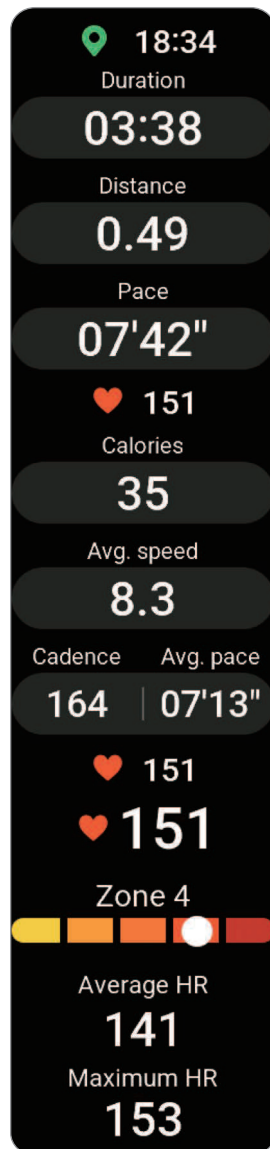 18:34
Duration
03:38
Distance
0.49
Pace
07'42"
151
Calories
35
Avg. speed
8.3
Cadence Avg. pace
164 07'13"
151
151
Zone 4
Average HR
141
Maximum HR
153